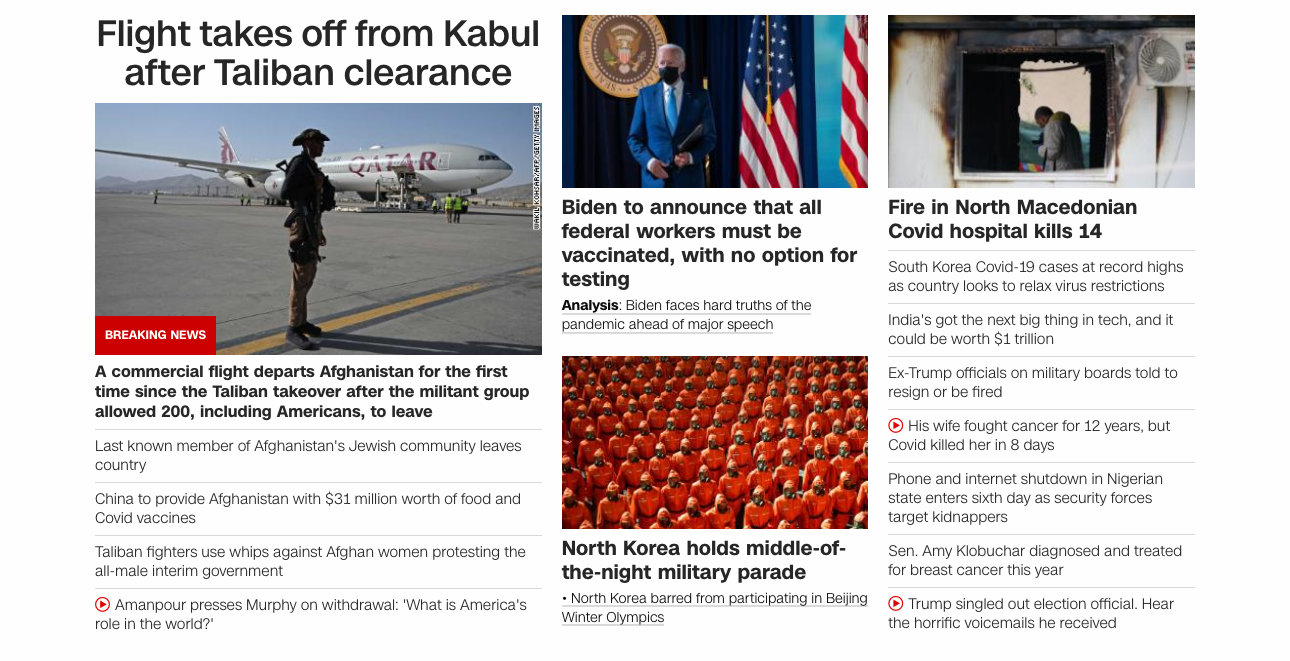 Flight takes off from Kabul
after Taliban clearance
WAKIL KOHSAR/AFP/GETTY IMAGES
QATAR
BREAKING NEWS
A commercial flight departs Afghanistan for the first
time since the Taliban takeover after the militant group
allowed 200, including Americans, to leave
Last known member of Afghanistan's Jewish community leaves
country
China to provide Afghanistan with $31 million worth of food and
Covid vaccines
Taliban fighters use whips against Afghan women protesting the
all-male interim government
Amanpour presses Murphy on withdrawal: 'What is America's
role in the world?'
SEAL OF
Biden to announce that all
federal workers must be
vaccinated, with no option for
testing
Analysis: Biden faces hard truths of the
pandemic ahead of major speech
North Korea holds middle-of-
the-night military parade
• North Korea barred from participating in Beijing
Winter Olympics
Fire in North Macedonian
Covid hospital kills 14
South Korea Covid-19 cases at record highs
as country looks to relax virus restrictions
India's got the next big thing in tech, and it
could be worth $1 trillion
Ex-Trump officials on military boards told to
resign or be fired
His wife fought cancer for 12 years, but
Covid killed her in 8 days
Phone and internet shutdown in Nigerian
state enters sixth day as security forces
target kidnappers
Sen. Amy Klobuchar diagnosed and treated
for breast cancer this year
Trump singled out election official. Hear
the horrific voicemails he received